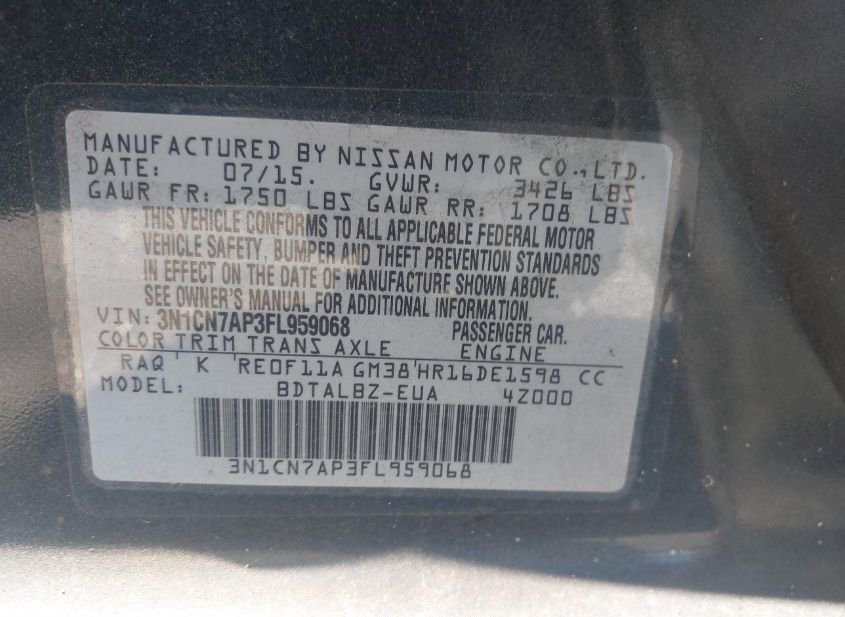 MANUFACTURED BY NISSAN MOTOR CO.,LTD.
DATE: 07/15. GVWR: 3426 LBS
GAWR FR: 1750 LBS GAWR RR: 1708 LBS
THIS VEHICLE CONFORMS TO ALL APPLICABLE FEDERAL MOTOR
VEHICLE SAFETY, BUMPER AND THEFT PREVENTION STANDARDS
IN EFFECT ON THE DATE OF MANUFACTURE SHOWN ABOVE.
SEE OWNER'S MANUAL FOR ADDITIONAL INFORMATION.
VIN: 3N1CN7AP3FL959068 PASSENGER CAR.
COLOR TRIM TRANS AXLE ENGINE
RAQ ' K 'RE0F11A GM38'HR16DE1598 CC
MODEL: BDTALBZ-EUA 4Z000
3N1CN7AP3FL959068